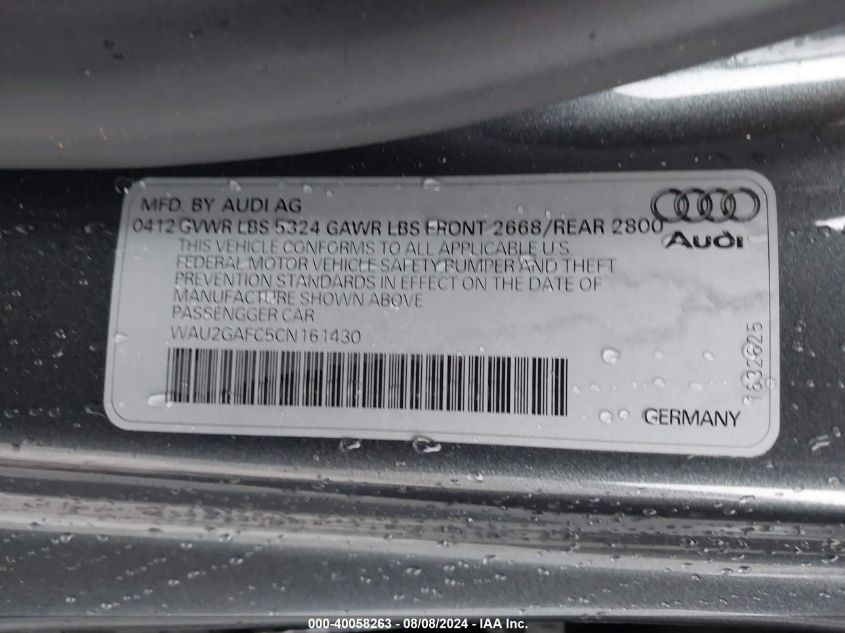 MFD. BY AUDI AG
0412 GVWR LBS 5324 GAWR LBS FRONT 2668/REAR 2800
Audi
THIS VEHICLE CONFORMS TO ALL APPLICABLE U S
FEDERAL MOTOR VEHICLE SAFETY BUMPER AND THEFT
PREVENTION STANDARDS IN EFFECT ON THE DATE OF
MANUFACTURE SHOWN ABOVE
PASSENGGER CAR
WAU2GAFC5CN161430
GERMANY
1632625
000-40058263 - 08/08/2024 - IAA Inc.